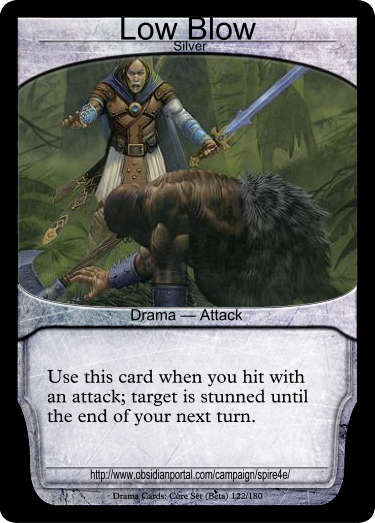 Low Blow
Silver
Drama — Attack
Use this card when you hit with
an attack; target is stunned until
the end of your next turn.
http://www.obsidianportal.com/campaign/spire4e/
Drama Cards: Core Set (Beta) 122/180